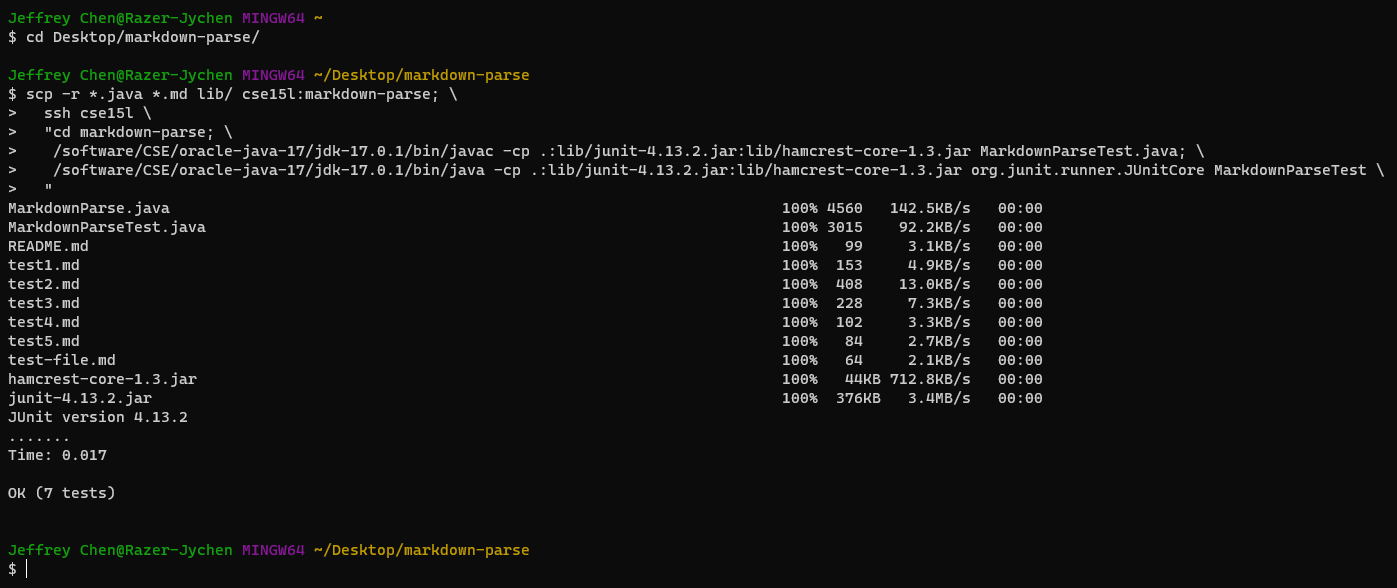 Jeffrey Chen@Razer-Jychen MINGW64 ~
$ cd Desktop/markdown-parse/
Jeffrey Chen@Razer-Jychen MINGW64 ~/Desktop/markdown-parse
$ scp -r *.java *.md lib/ cse15l:markdown-parse; \
>   ssh cse15l \
>   "cd markdown-parse; \
>    /software/CSE/oracle-java-17/jdk-17.0.1/bin/javac -cp .:lib/junit-4.13.2.jar:lib/hamcrest-core-1.3.jar MarkdownParseTest.java; \
>    /software/CSE/oracle-java-17/jdk-17.0.1/bin/java -cp .:lib/junit-4.13.2.jar:lib/hamcrest-core-1.3.jar org.junit.runner.JUnitCore MarkdownParseTest \
>   "
MarkdownParse.java 100% 4560 142.5KB/s 00:00
MarkdownParseTest.java 100% 3015 92.2KB/s 00:00
README.md 100% 99 3.1KB/s 00:00
test1.md 100% 153 4.9KB/s 00:00
test2.md 100% 408 13.0KB/s 00:00
test3.md 100% 228 7.3KB/s 00:00
test4.md 100% 102 3.3KB/s 00:00
test5.md 100% 84 2.7KB/s 00:00
test-file.md 100% 64 2.1KB/s 00:00
hamcrest-core-1.3.jar 100% 44KB 712.8KB/s 00:00
junit-4.13.2.jar 100% 376KB 3.4MB/s 00:00
JUnit version 4.13.2
.......
Time: 0.017
OK (7 tests)
Jeffrey Chen@Razer-Jychen MINGW64 ~/Desktop/markdown-parse
$